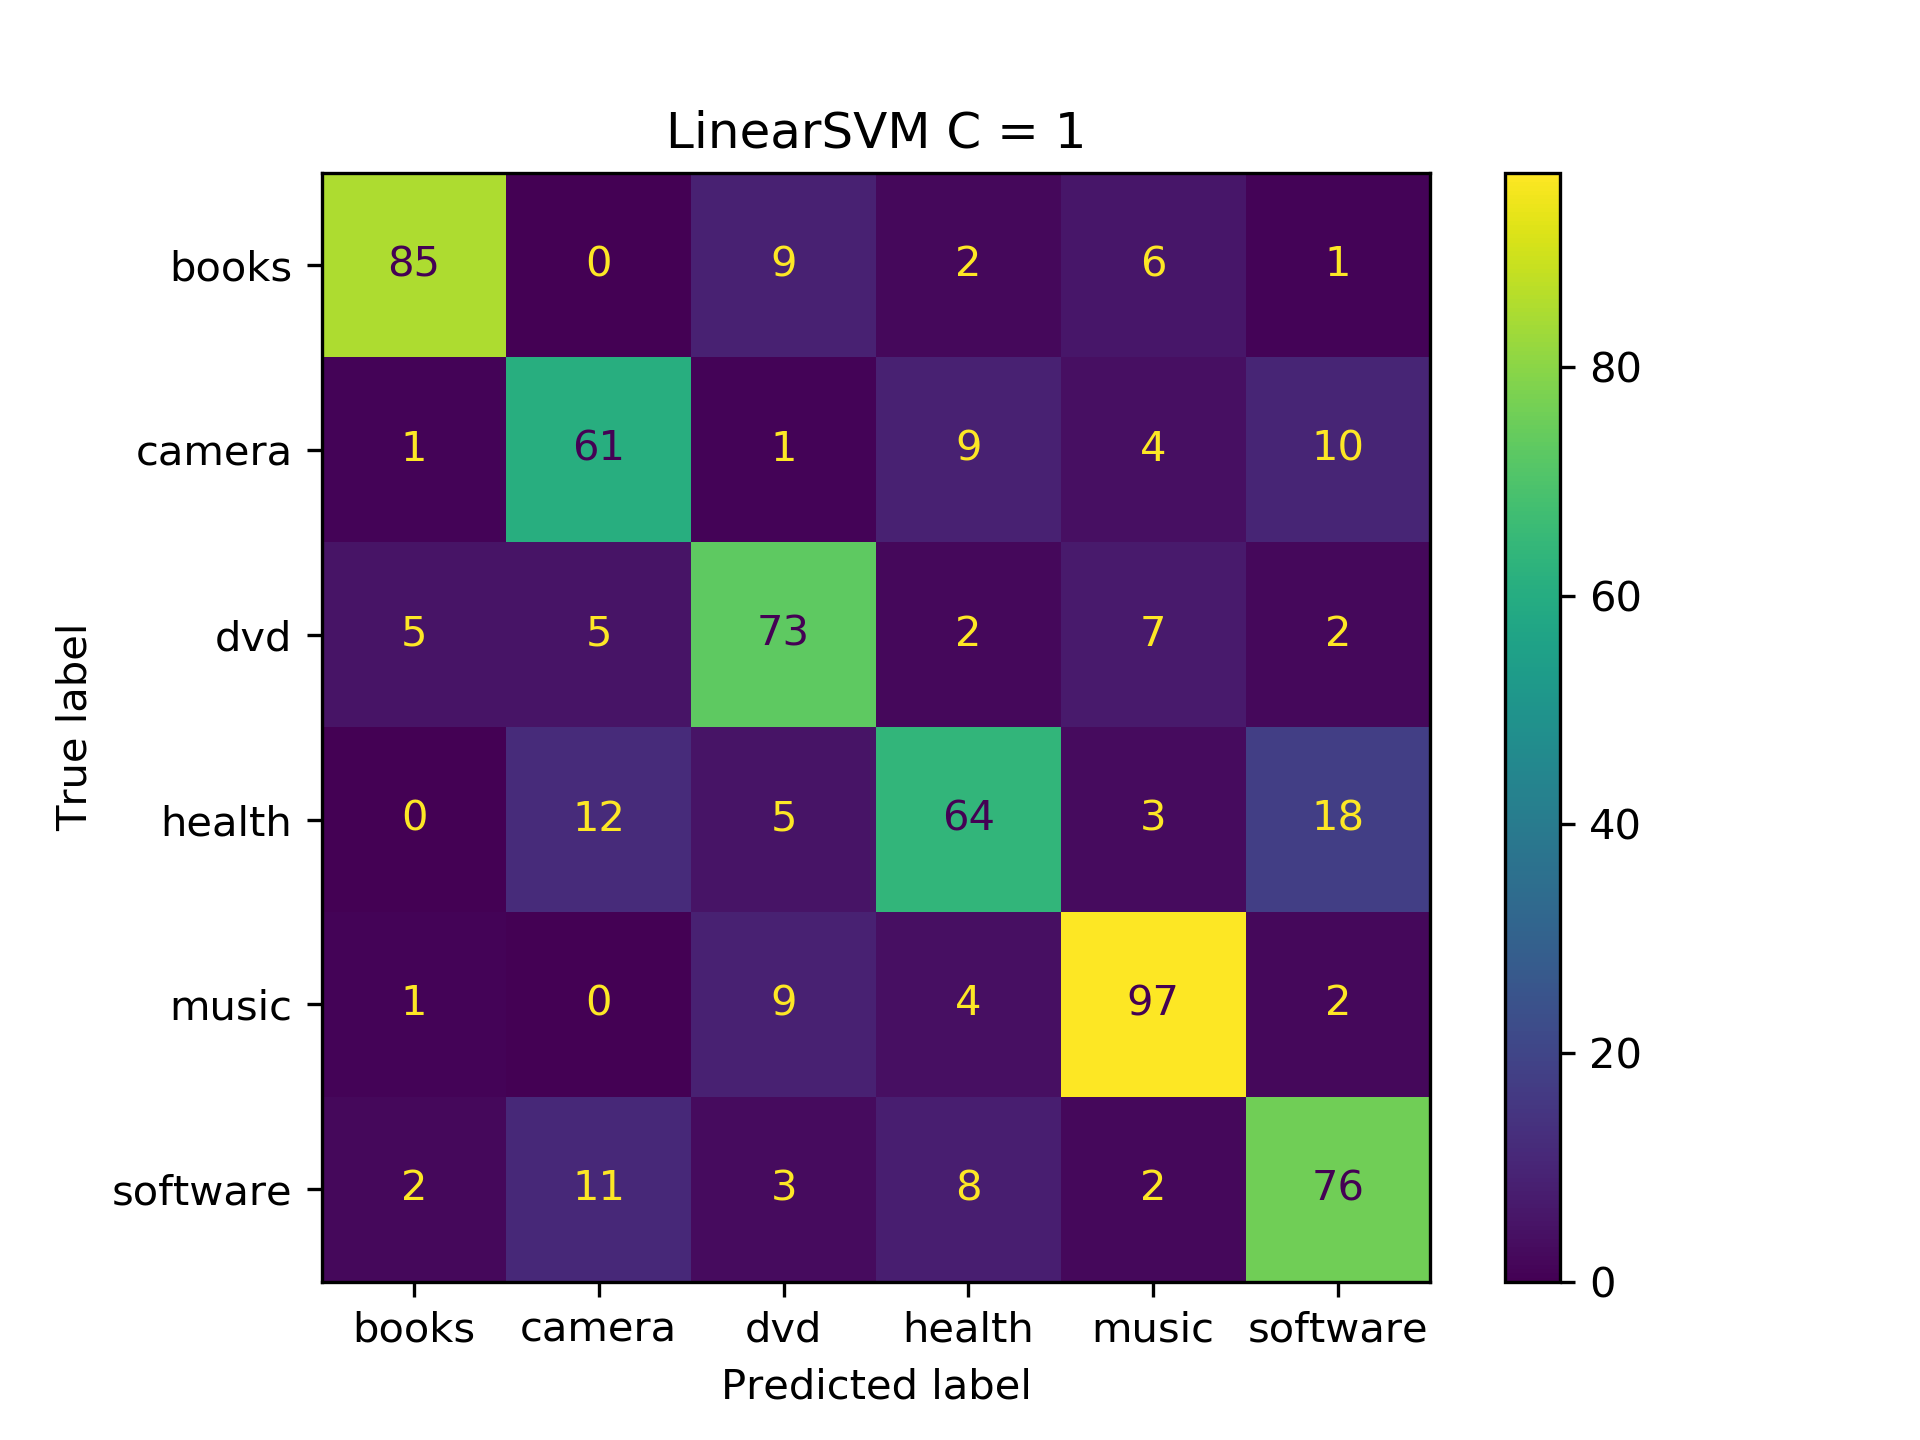 LinearSVM C = 1
True label
books 85 0 9 2 6 1
camera 1 61 1 9 4 10
dvd 5 5 73 2 7 2
health 0 12 5 64 3 18
music 1 0 9 4 97 2
software 2 11 3 8 2 76
books camera dvd health music software
Predicted label
80
60
40
20
0